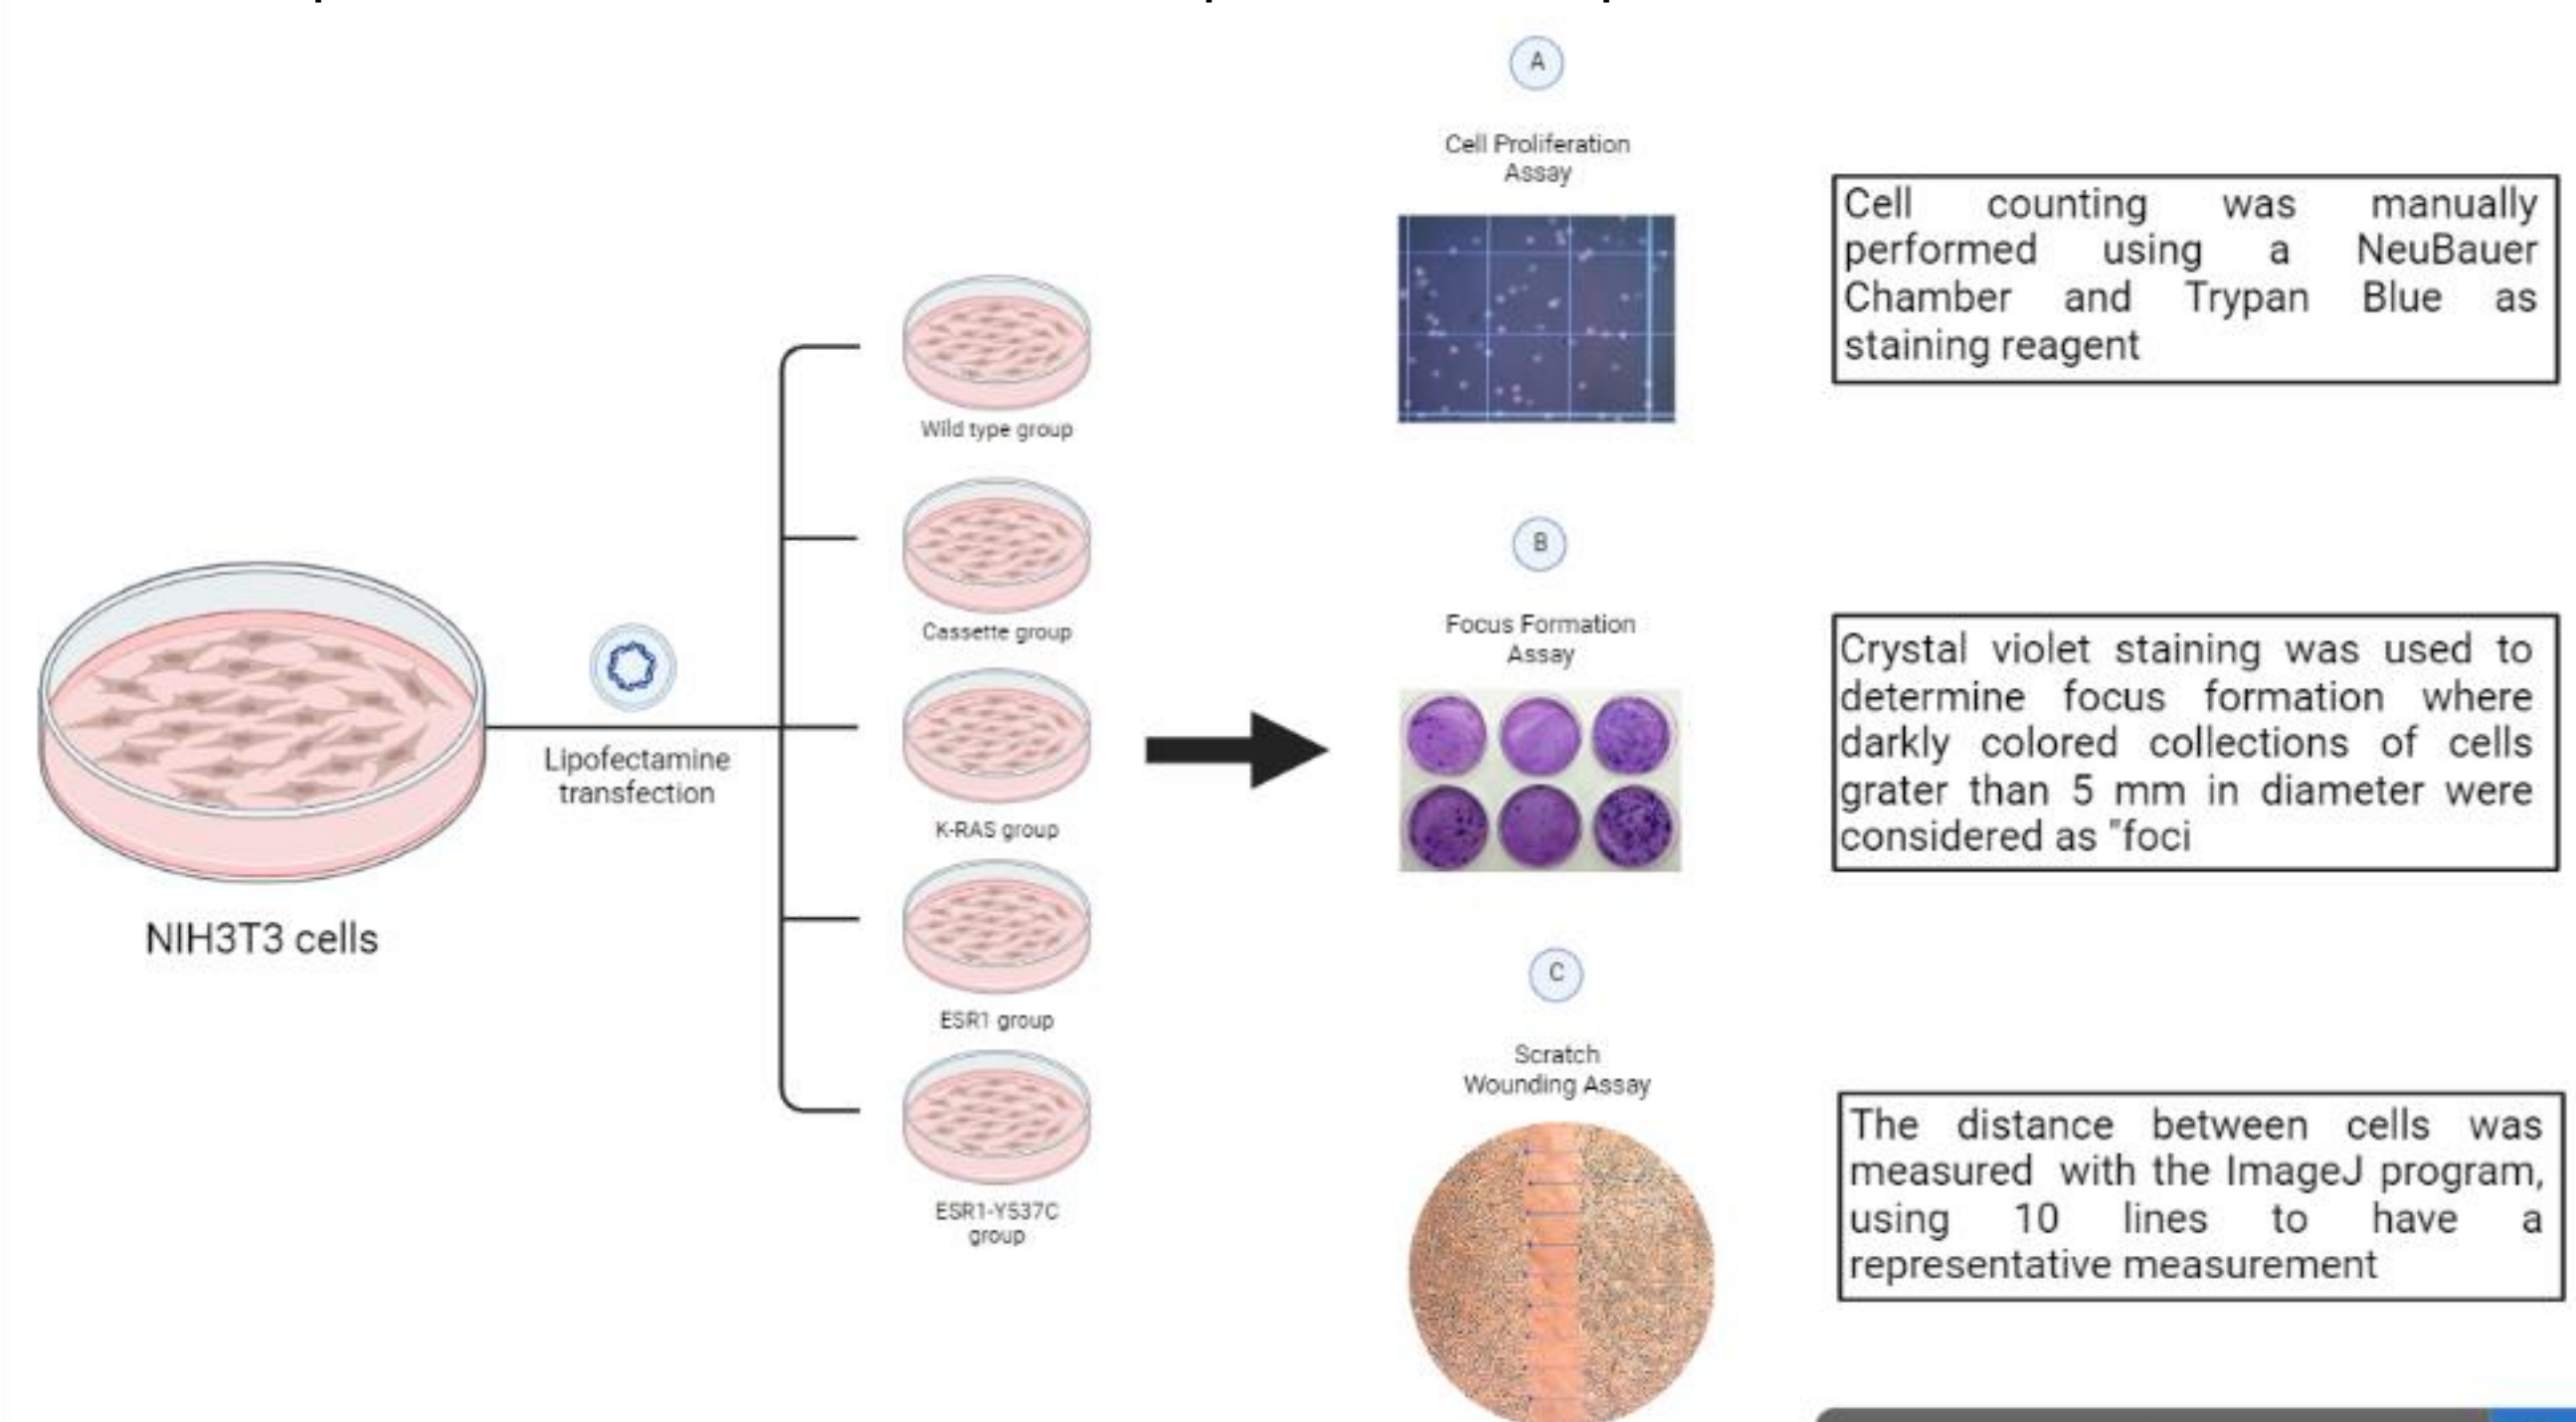 NIH3T3 cells
Lipofectamine
transfection
Wild type group
Cassette group
K-RAS group
ESR1 group
ESR1-Y537C
group
A
Cell Proliferation
Assay
Cell counting was manually
performed using a NeuBauer
Chamber and Trypan Blue as
staining reagent
B
Focus Formation
Assay
Crystal violet staining was used to
determine focus formation where
darkly colored collections of cells
grater than 5 mm in diameter were
considered as "foci
C
Scratch
Wounding Assay
The distance between cells was
measured with the ImageJ program,
using 10 lines to have a
representative measurement